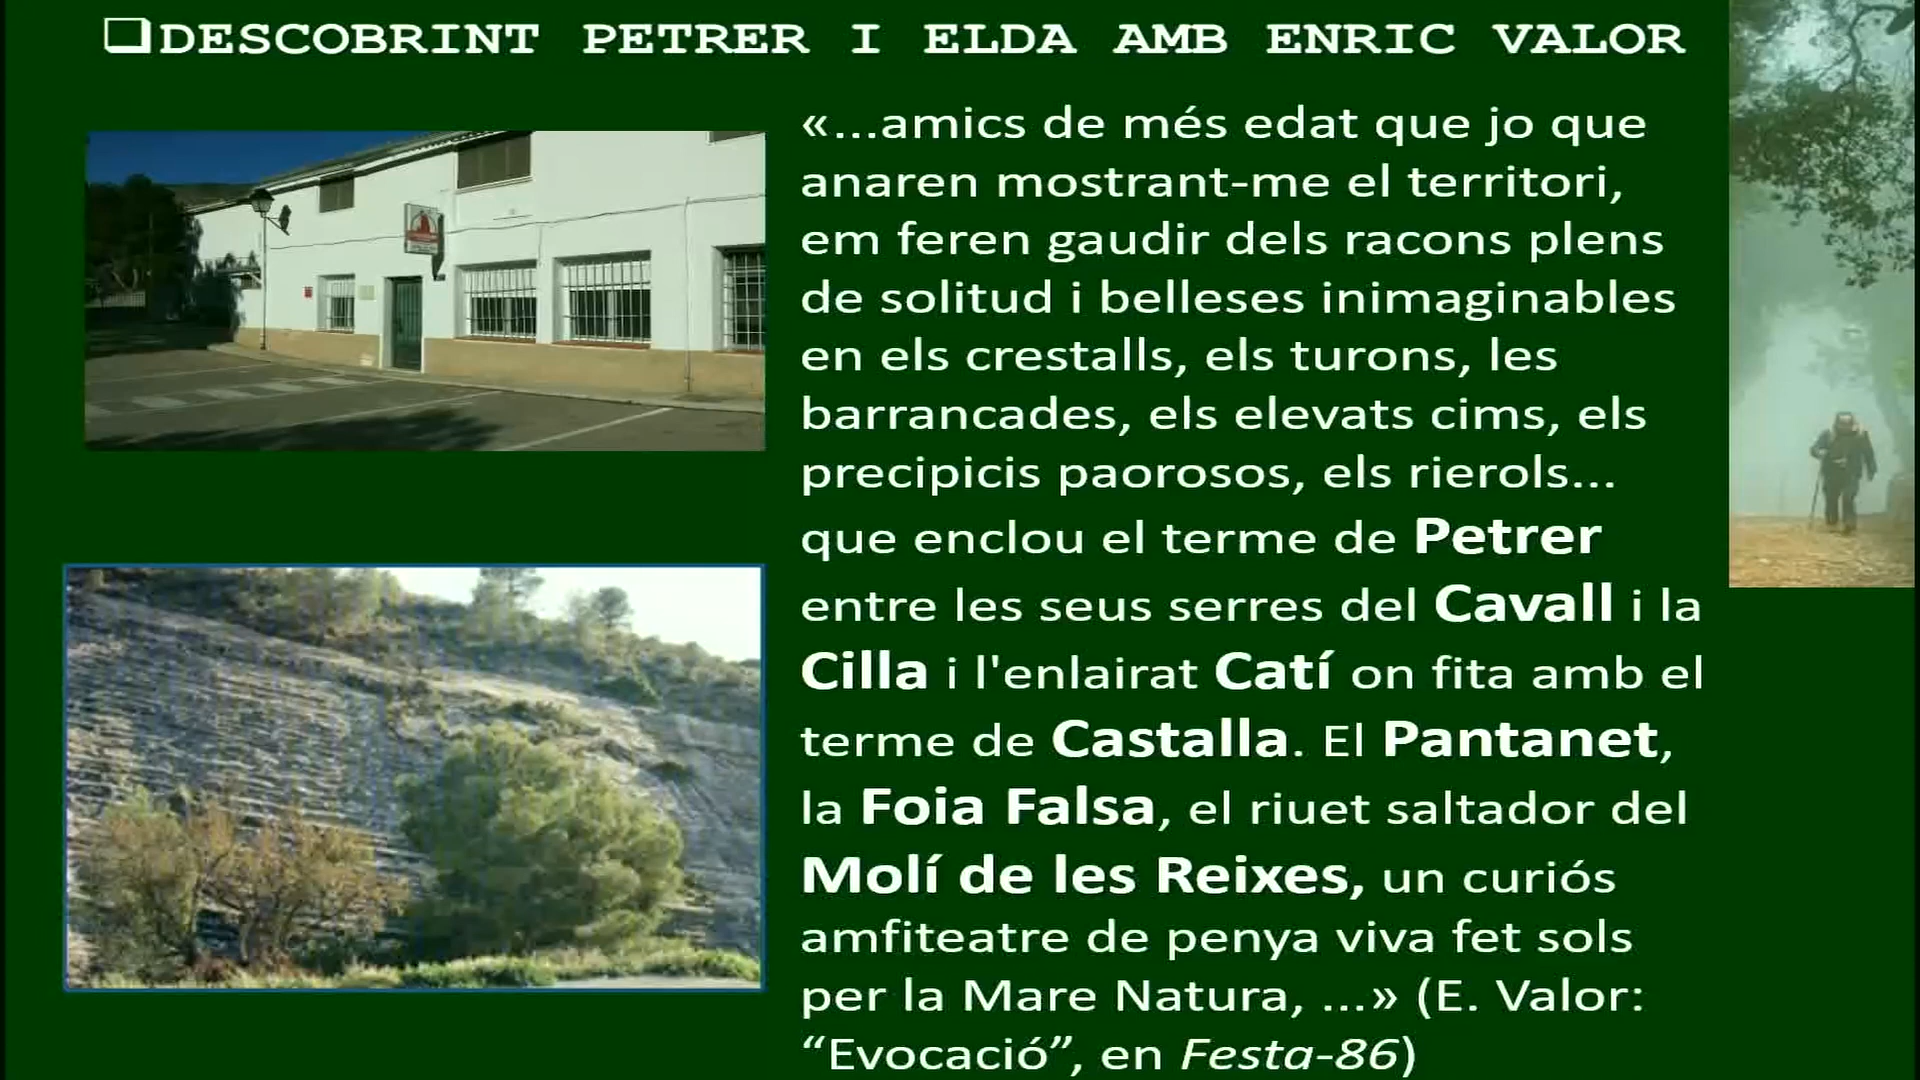 ❑DESCOBRINT PETRER I ELDA AMB ENRIC VALOR
«...amics de més edat que jo que
anaren mostrant-me el territori,
em feren gaudir dels racons plens
de solitud i belleses inimaginables
en els crestalls, els turons, les
barrancades, els elevats cims, els
precipicis paorosos, els rierols...
que enclou el terme de Petrer
entre les seus serres del Cavall i la
Cilla i l'enlairat Catí on fita amb el
terme de Castalla. El Pantanet,
la Foia Falsa, el riuet saltador del
Molí de les Reixes, un curiós
amfiteatre de penya viva fet sols
per la Mare Natura, ...» (E. Valor:
“Evocació”, en Festa-86)